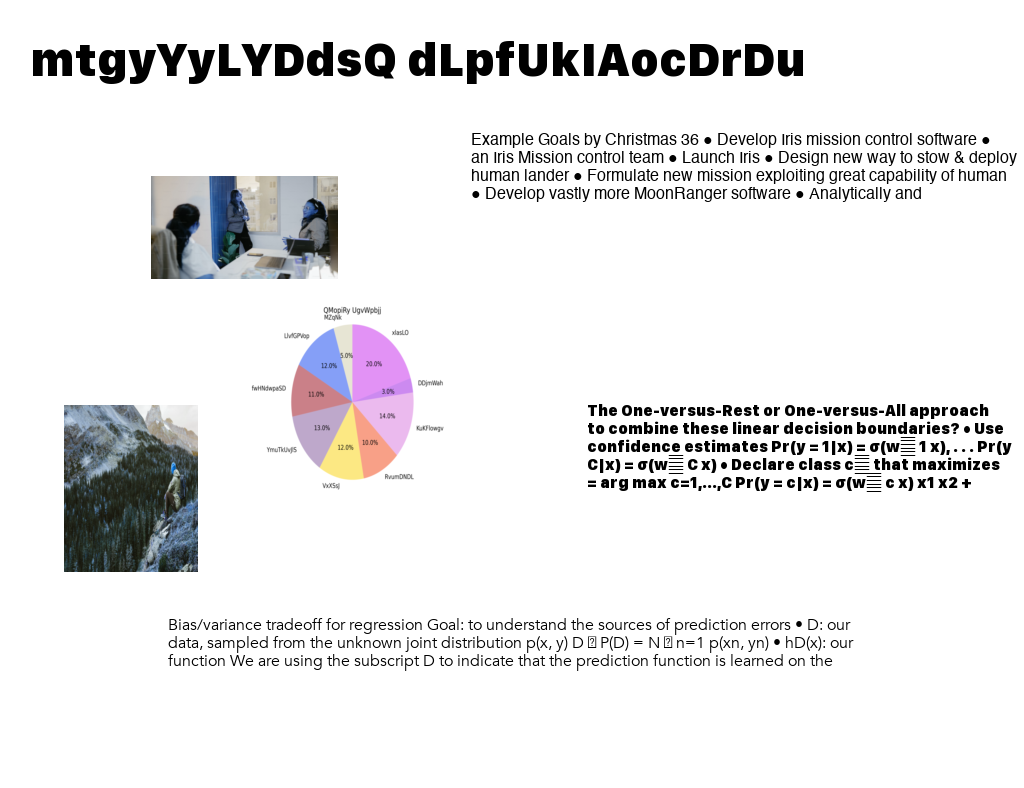 mtgyYyLYDdsQ dLpfUkIAocDrDu
Example Goals by Christmas 36 ● Develop Iris mission control software ●
an Iris Mission control team ● Launch Iris ● Design new way to stow & deploy
human lander ● Formulate new mission exploiting great capability of human
● Develop vastly more MoonRanger software ● Analytically and
QMopiRy UgvWpbjj
MZqNk
LlvfGPVop
xlasLO
5.0%
12.0%
20.0%
fwHNdwpaSD
11.0%
3.0%
DDjmWah
14.0%
13.0%
KuKFlowgv
12.0%
10.0%
YmuTkUvJIS
RvumDNDL
VxX5sJ
The One-versus-Rest or One-versus-All approach
to combine these linear decision boundaries? • Use
confidence estimates Pr(y = 1|x) = σ(w 1 x), . . . Pr(y
C|x) = σ(w C x) • Declare class c that maximizes
= arg max c=1,...,C Pr(y = c|x) = σ(w c x) x1 x2 +
Bias/variance tradeoff for regression Goal: to understand the sources of prediction errors • D: our
data, sampled from the unknown joint distribution p(x, y) D P(D) = N n=1 p(xn, yn) • hD(x): our
function We are using the subscript D to indicate that the prediction function is learned on the